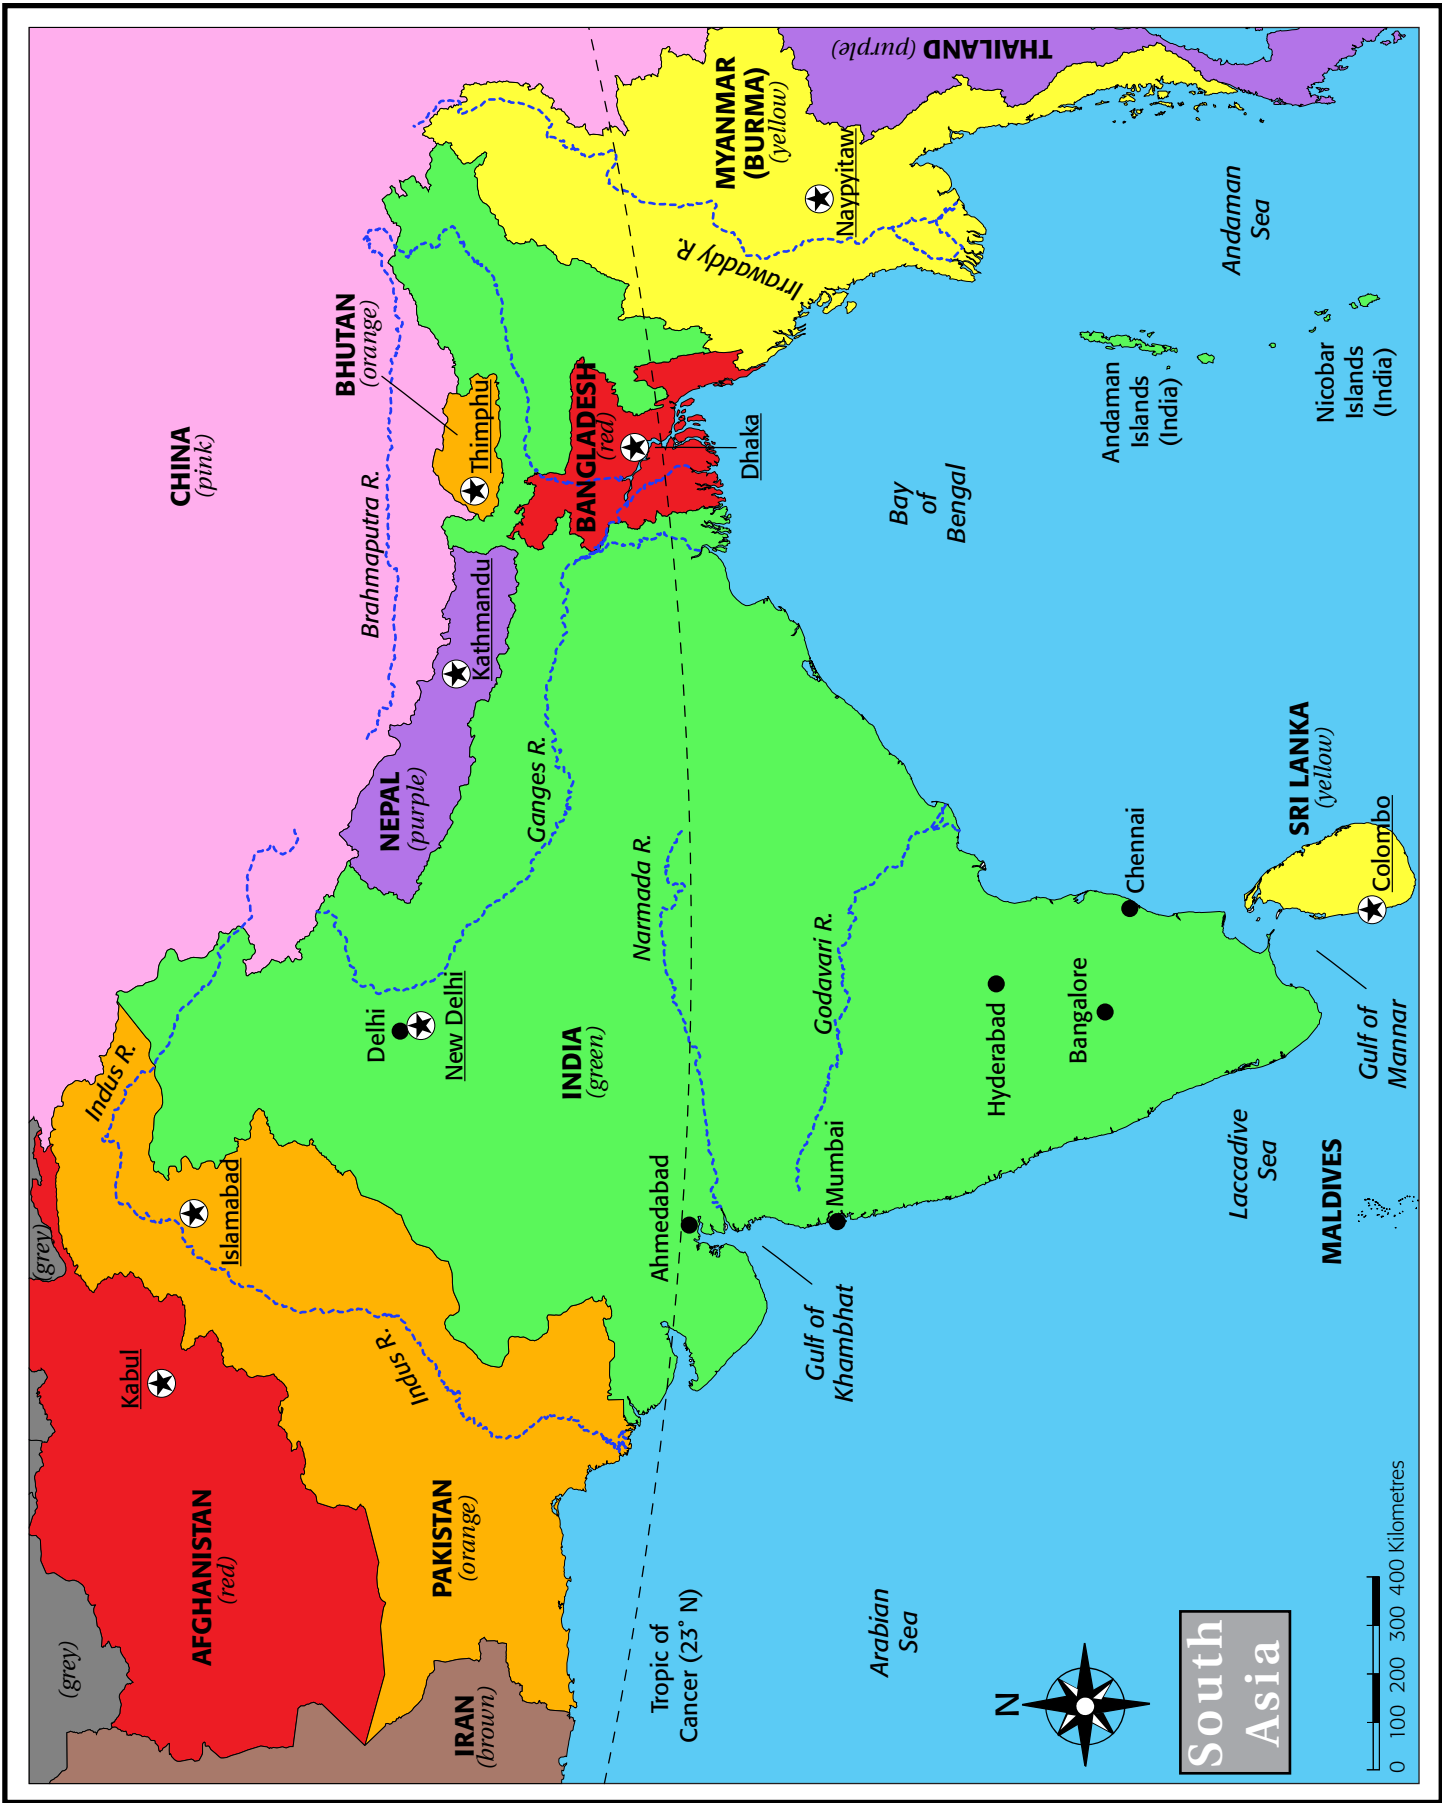 CHINA
(pink)
(grey)
(grey)
AFGHANISTAN
(red)
Kabul
Islamabad
Indus R.
Indus R.
PAKISTAN
(orange)
IRAN
(brown)
Delhi
New Delhi
NEPAL
(purple)
Kathmandu
Brahmaputra R.
BHUTAN
(orange)
Thimphu
BANGLADESH
(red)
Dhaka
Ganges R.
INDIA
(green)
Tropic of
Cancer (23° N)
Ahmedabad
Narmada R.
MYANMAR
(BURMA)
(yellow)
Naypyitaw
Irrawaddy R.
THAILAND (purple)
Gulf of
Khambhat
Mumbai
Godavari R.
Hyderabad
Bangalore
Chennai
Arabian
Sea
Bay
of
Bengal
Andaman
Islands
(India)
Andaman
Sea
Nicobar
Islands
(India)
Laccadive
Sea
MALDIVES
Gulf of
Mannar
SRI LANKA
(yellow)
Colombo
N
South
Asia
0 100 200 300 400 Kilometres